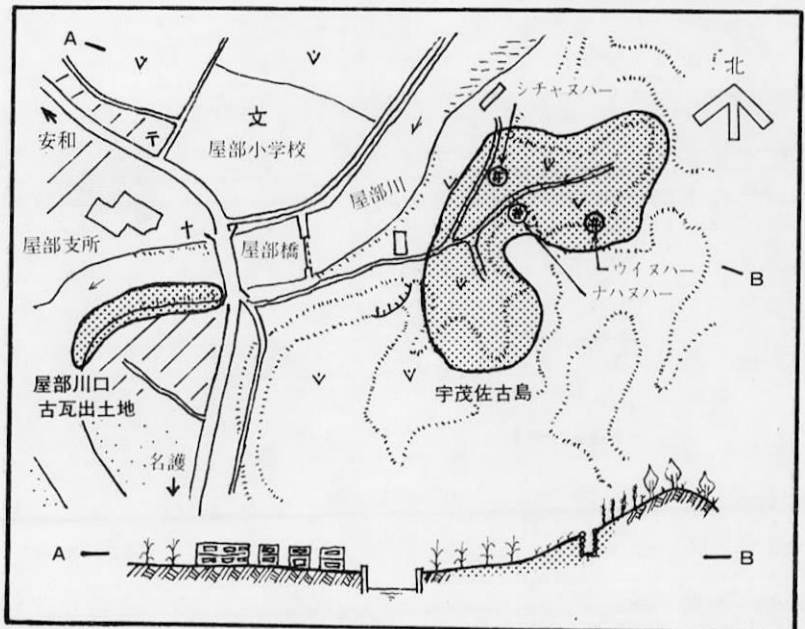 A
北
シチャヌハー
安和
〒
文
屋部小学校
屋部川
屋部支所
屋部橋
ウイヌハー
ナハヌハー
B
屋部川口
古瓦出土地
宇茂佐古島
名護
A
B